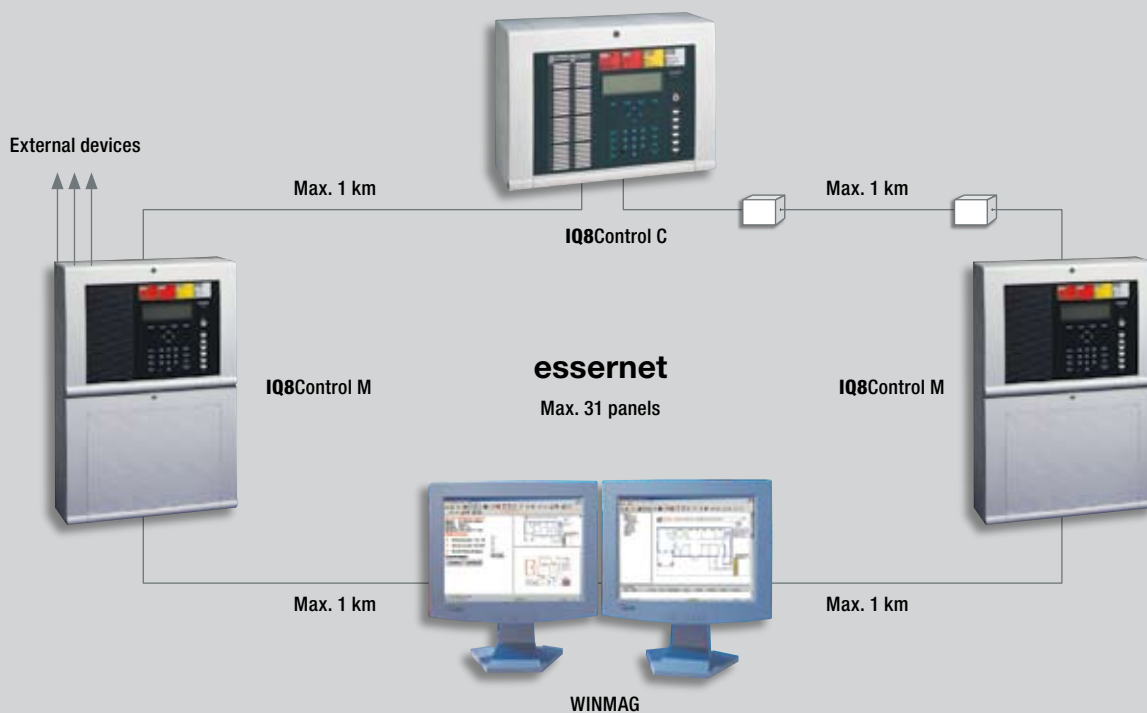 External devices
Max. 1 km
Max. 1 km
IQ8Control C
IQ8Control M
essernet
Max. 31 panels
IQ8Control M
Max. 1 km
Max. 1 km
WINMAG